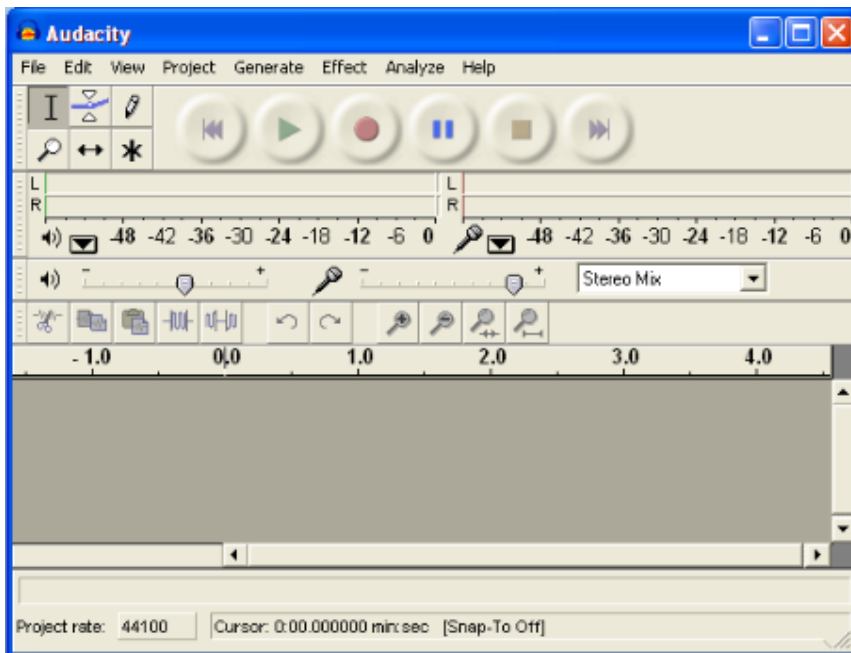 Audacity
File Edit View Project Generate Effect Analyze Help
L
R
-48 -42 -36 -30 -24 -18 -12 -6 0
L
R
-48 -42 -36 -30 -24 -18 -12 -6 0
- + - + Stereo Mix
- 1.0 0.0 1.0 2.0 3.0 4.0
Project rate: 44100 Cursor: 0:00.000000 min:sec [Snap-To Off]